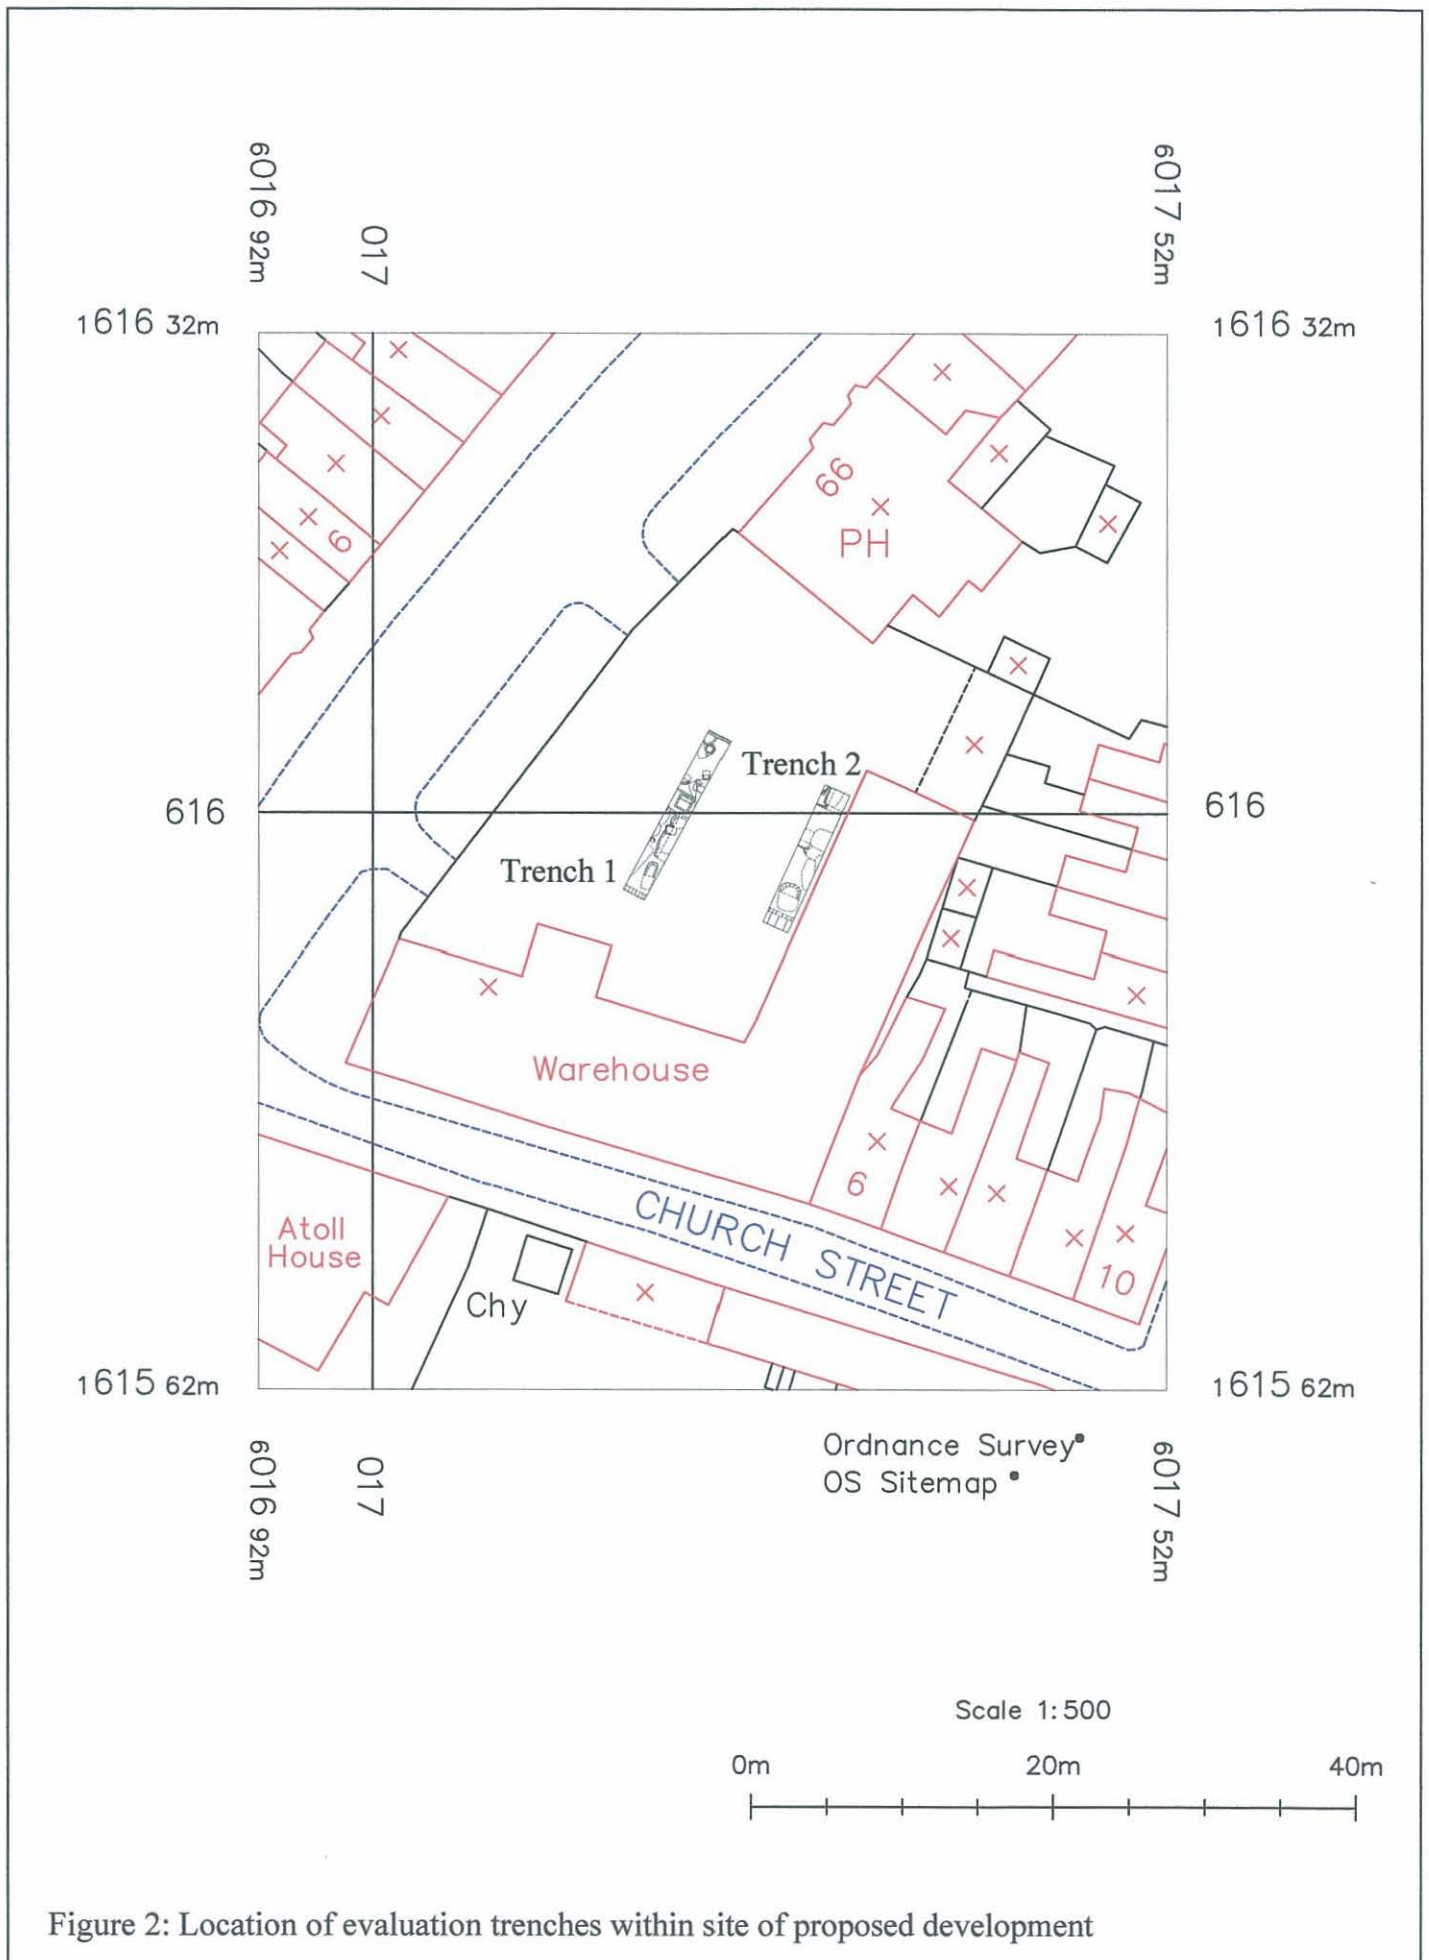 6016 92m
017
6017 52m
1616 32m
1616 32m
66
PH
6
Trench 2
616
616
Trench 1
Warehouse
6
CHURCH STREET
Atoll
House
10
Chy
1615 62m
1615 62m
6016 92m
017
6017 52m
Ordnance Survey
OS Sitemap
Scale 1:500
0m 20m 40m
Figure 2: Location of evaluation trenches within site of proposed development